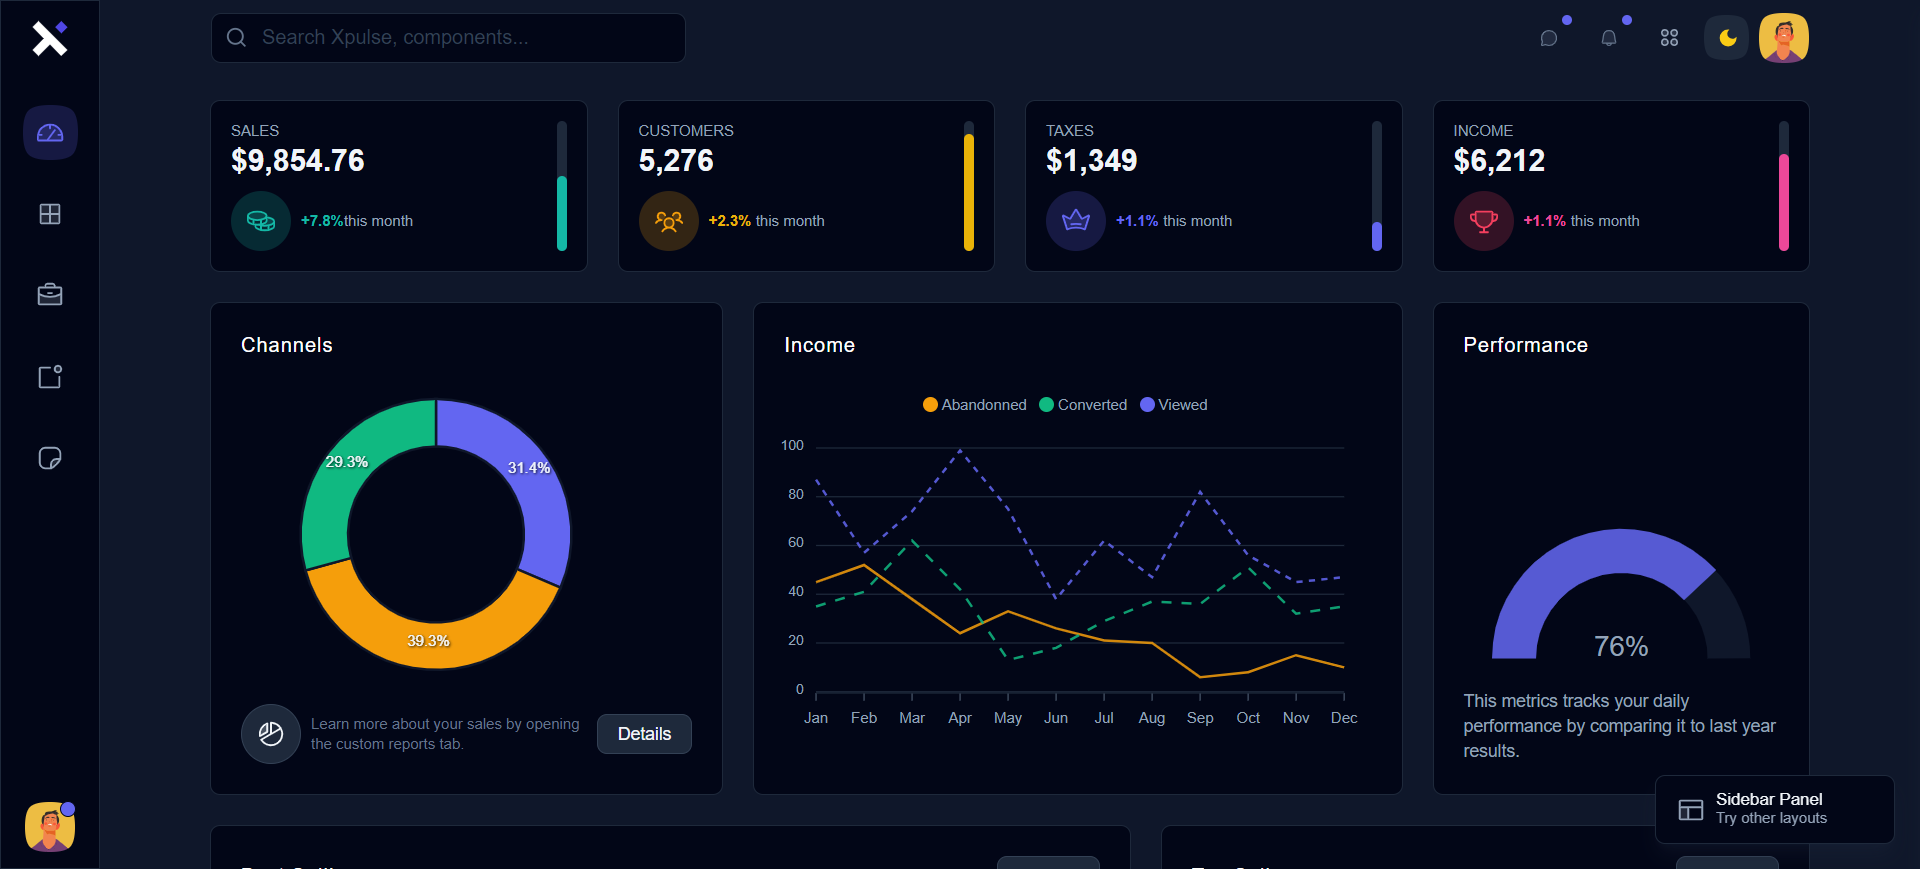 Search Xpulse, components...
SALES
$9,854.76
+7.8%this month
CUSTOMERS
5,276
+2.3% this month
TAXES
$1,349
+1.1% this month
INCOME
$6,212
+1.1% this month
Channels
29.3%
31.4%
39.3%
Learn more about your sales by opening
the custom reports tab.
Details
Income
Abandonned Converted Viewed
100
80
60
40
20
0
Jan Feb Mar Apr May Jun Jul Aug Sep Oct Nov Dec
Performance
76%
This metrics tracks your daily
performance by comparing it to last year
results.
Sidebar Panel
Try other layouts